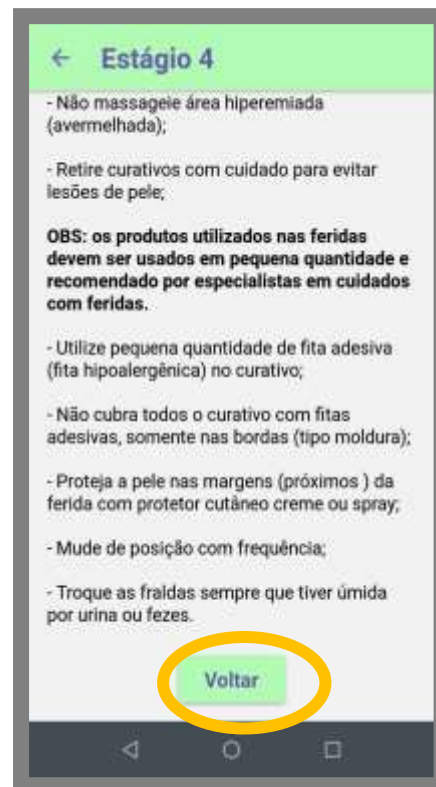 ← Estágio 4
- Não massageie área hiperemiada
(avermelhada);
- Retire curativos com cuidado para evitar
lesões de pele;
OBS: os produtos utilizados nas feridas
devem ser usados em pequena quantidade e
recomendado por especialistas em cuidados
com feridas.
- Utilize pequena quantidade de fita adesiva
(fita hipoalergênica) no curativo;
- Não cubra todos o curativo com fitas
adesivas, somente nas bordas (tipo moldura);
- Proteja a pele nas margens (próximos ) da
ferida com protetor cutâneo creme ou spray;
- Mude de posição com frequência;
- Troque as fraldas sempre que tiver úmida
por urina ou fezes.
Voltar